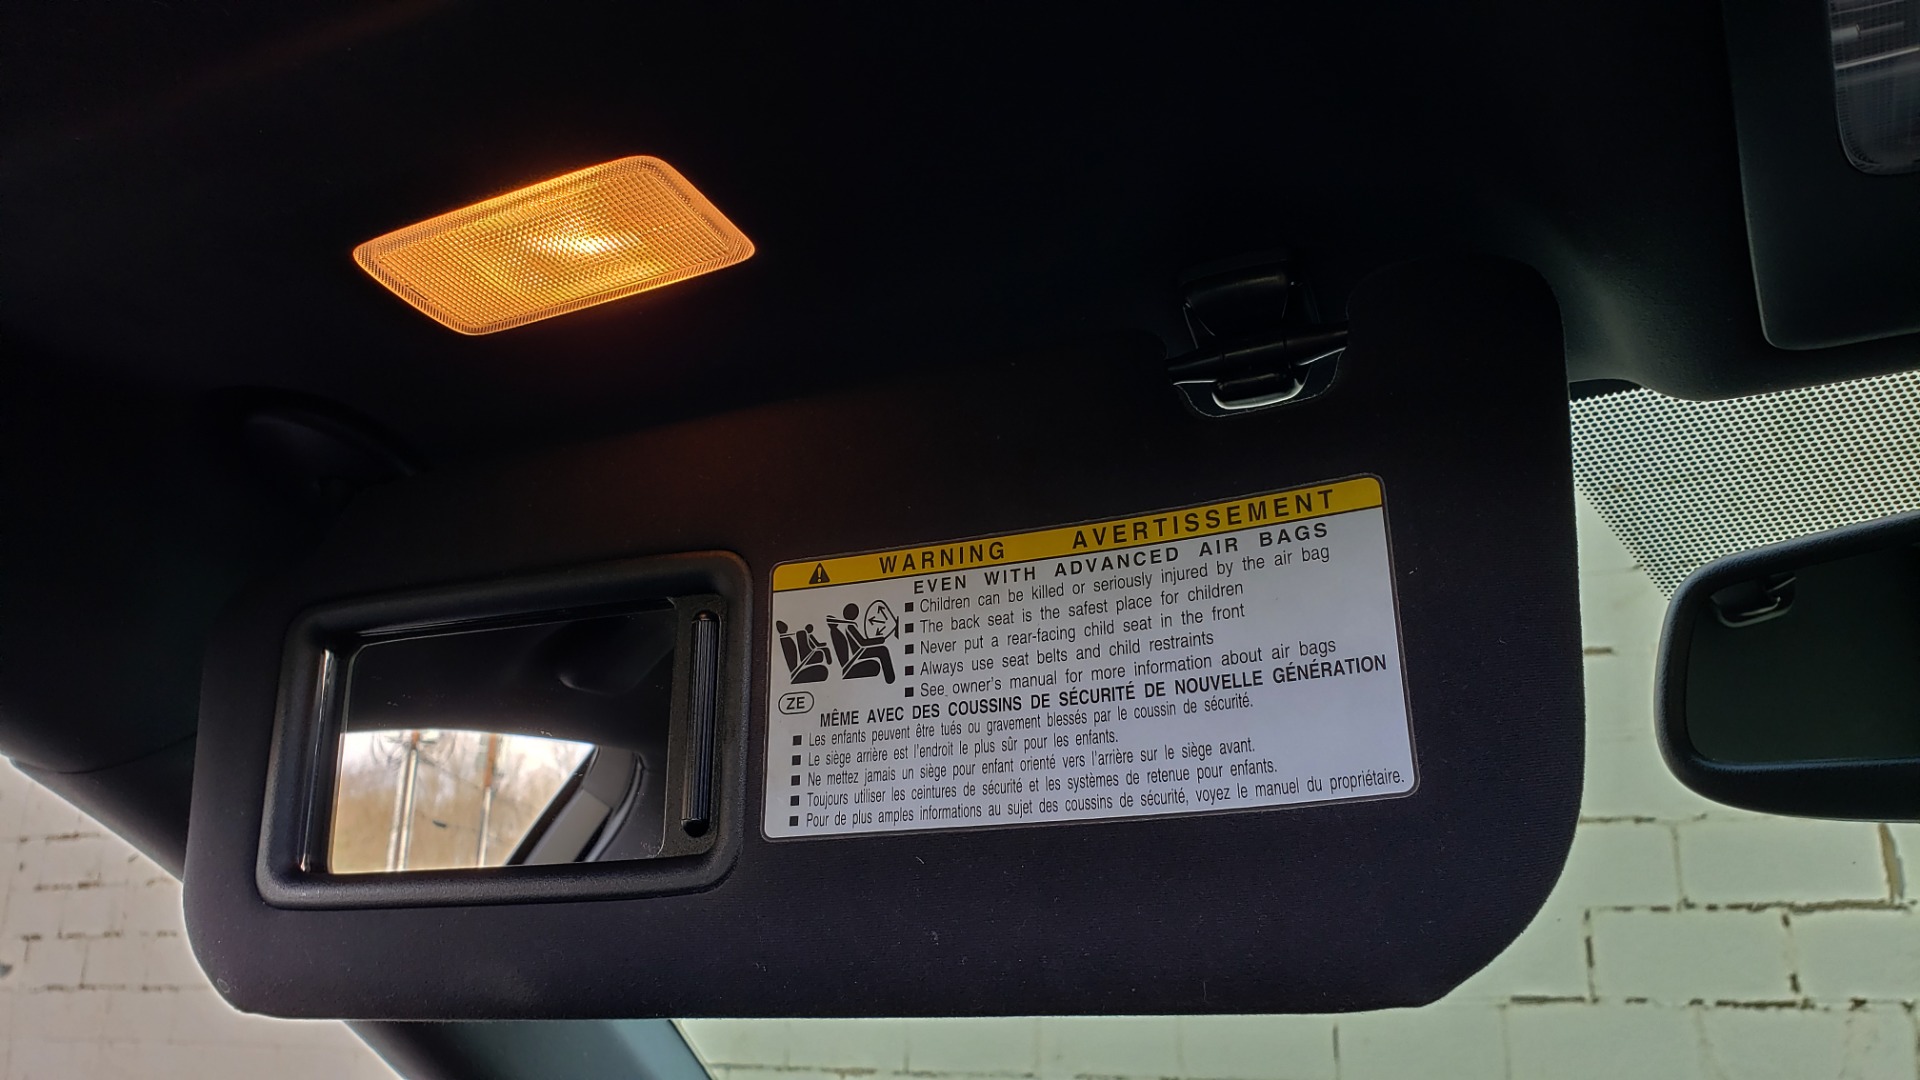 WARNING AVERTISSEMENT
EVEN WITH ADVANCED AIR BAGS
■ Children can be killed or seriously injured by the air bag
■ The back seat is the safest place for children
■ Never put a rear-facing child seat in the front
■ Always use seat belts and child restraints
■ See owner's manual for more information about air bags
ZE
MÊME AVEC DES COUSSINS DE SÉCURITÉ DE NOUVELLE GÉNÉRATION
■ Les enfants peuvent être tués ou gravement blessés par le coussin de sécurité.
■ Le siège arrière est l'endroit le plus sûr pour les enfants.
■ Ne mettez jamais un siège pour enfant orienté vers l'arrière sur le siège avant.
■ Toujours utiliser les ceintures de sécurité et les systèmes de retenue pour enfants.
■ Pour de plus amples informations au sujet des coussins de sécurité, voyez le manuel du propriétaire.